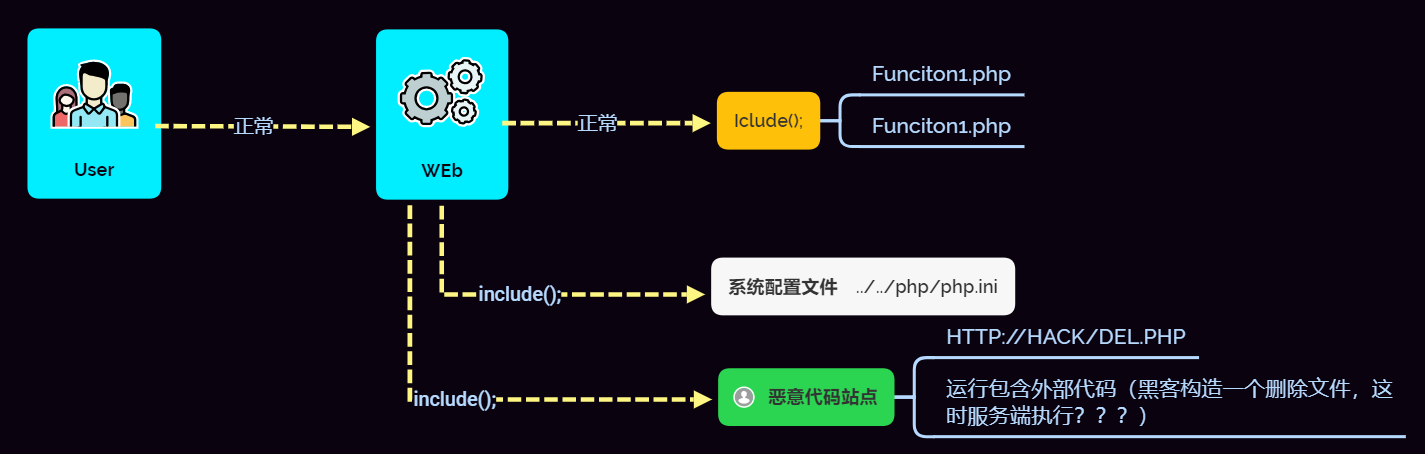 User
正常
WEb
正常
Iclude();
Funciton1.php
Funciton1.php
include();
系统配置文件 ../../php/php.ini
include();
恶意代码站点
HTTP://HACK/DEL.PHP
运行包含外部代码（黑客构造一个删除文件，这
时服务端执行？？？）